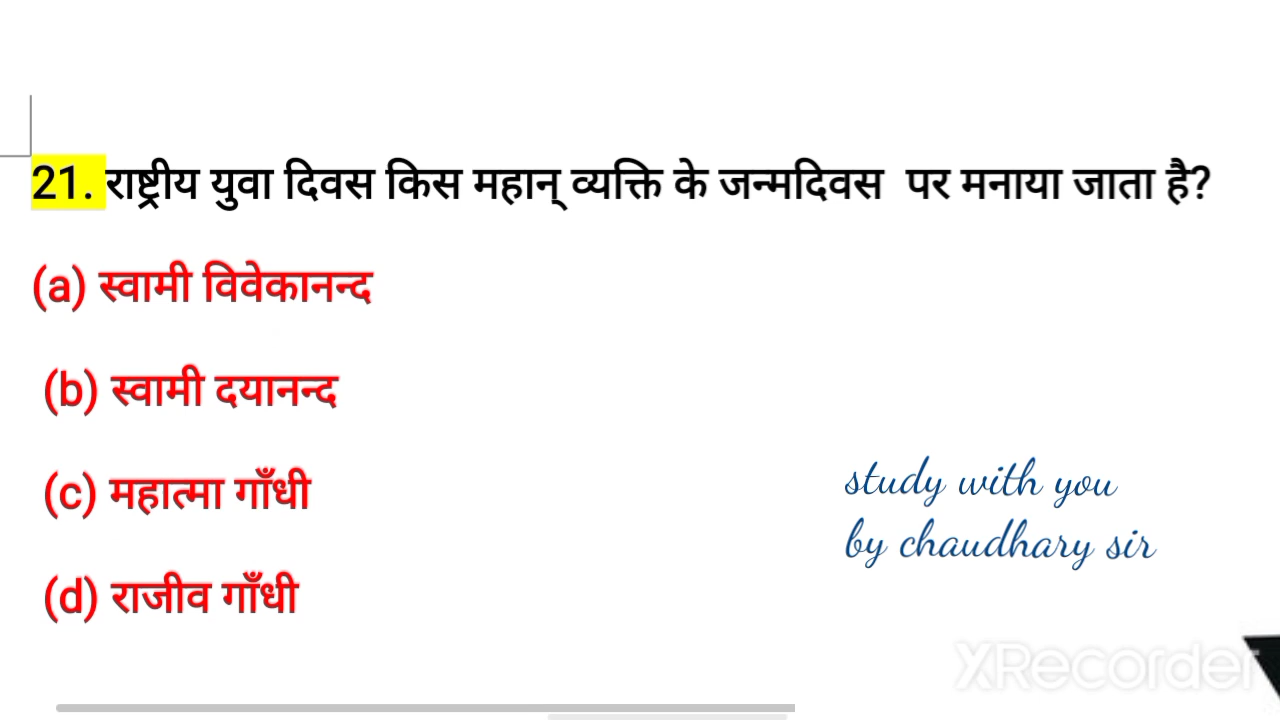 21. राष्ट्रीय युवा दिवस किस महान् व्यक्ति के जन्मदिवस पर मनाया जाता है?
(a) स्वामी विवेकानन्द
(b) स्वामी दयानन्द
(c) महात्मा गाँधी
(d) राजीव गाँधी
study with you
by chaudhary sir
XRecorder